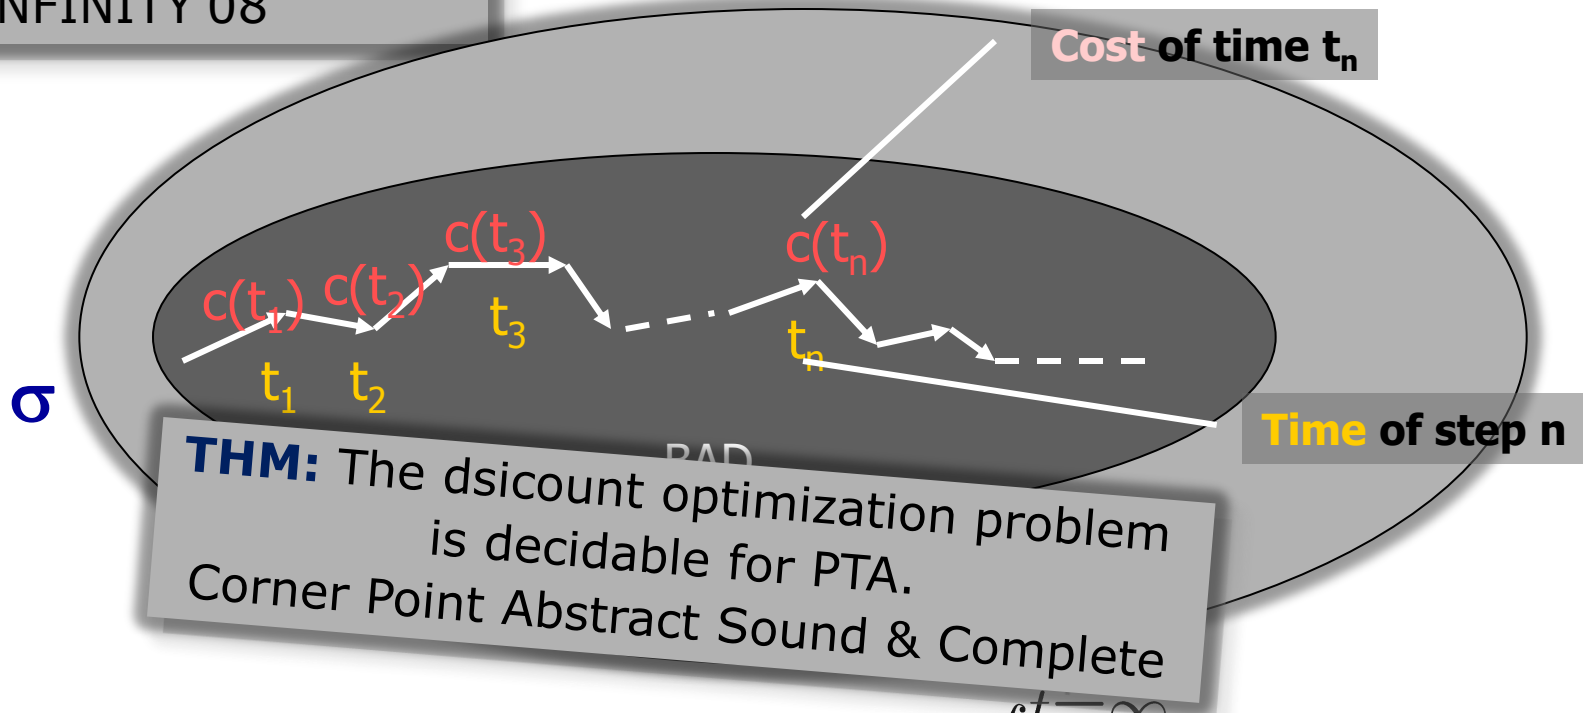 NFINITY 08
Cost of time tn
c(t1)
c(t2)
c(t3)
c(tn)
t1
t2
t3
tn
σ
Time of step n
BAD
THM: The dsicount optimization problem
is decidable for PTA.
Corner Point Abstract Sound & Complete